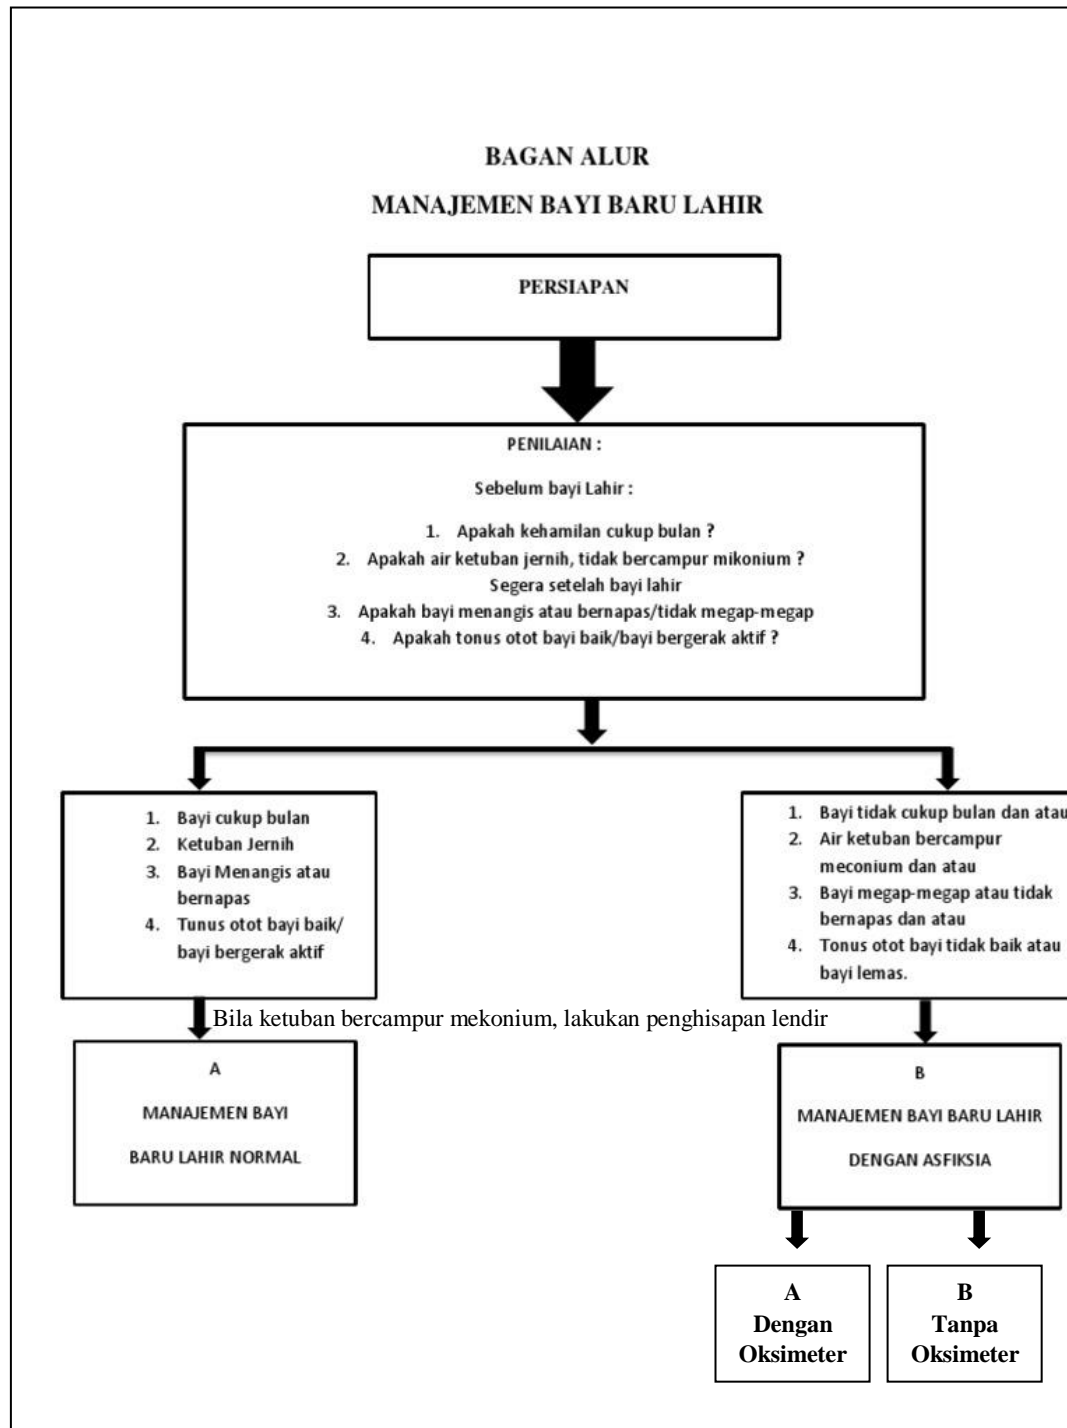 BAGAN ALUR
MANAJEMEN BAYI BARU LAHIR
PERSIAPAN
PENILAIAN :
Sebelum bayi Lahir :
1. Apakah kehamilan cukup bulan ?
2. Apakah air ketuban jernih, tidak bercampur mikonium ?
Segera setelah bayi lahir
3. Apakah bayi menangis atau bernapas/tidak megap-megap
4. Apakah tonus otot bayi baik/bayi bergerak aktif ?
1. Bayi cukup bulan
2. Ketuban Jernih
3. Bayi Menangis atau
bernapas
4. Tunus otot bayi baik/
bayi bergerak aktif
1. Bayi tidak cukup bulan dan atau
2. Air ketuban bercampur
meconium dan atau
3. Bayi megap-megap atau tidak
bernapas dan atau
4. Tonus otot bayi tidak baik atau
bayi lemas.
Bila ketuban bercampur mekonium, lakukan penghisapan lendir
A
MANAJEMEN BAYI
BARU LAHIR NORMAL
B
MANAJEMEN BAYI BARU LAHIR
DENGAN ASFIKSIA
A
Dengan
Oksimeter
B
Tanpa
Oksimeter